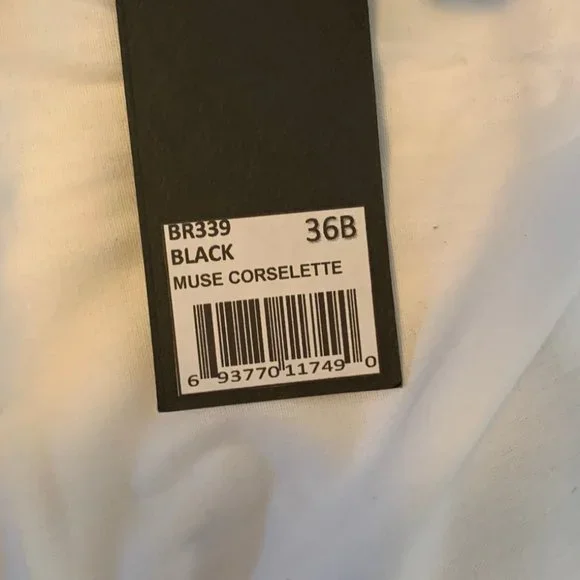 BR339 36B
BLACK
MUSE CORSELETTE
6 93770 11749 0